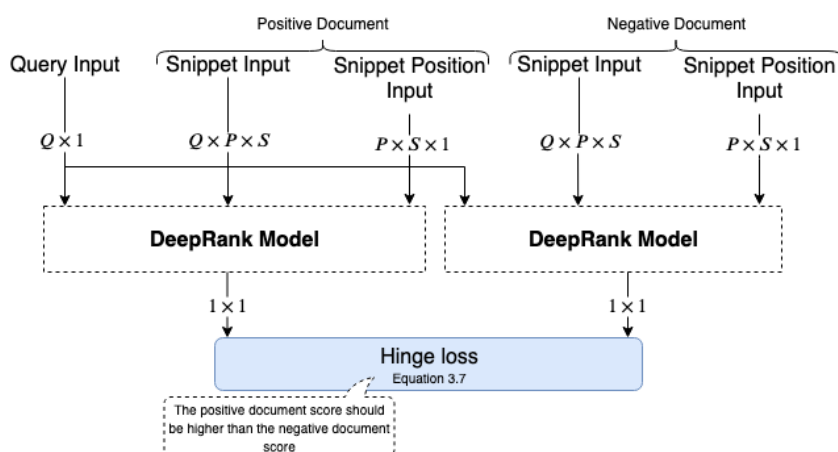 Positive Document
Negative Document
Query Input
Snippet Input
Snippet Position
Input
Snippet Input
Snippet Position
Input
Q × 1
Q × P × S
P × S × 1
Q × P × S
P × S × 1
DeepRank Model
DeepRank Model
1 × 1
1 × 1
Hinge loss
Equation 3.7
The positive document score should
be higher than the negative document
score